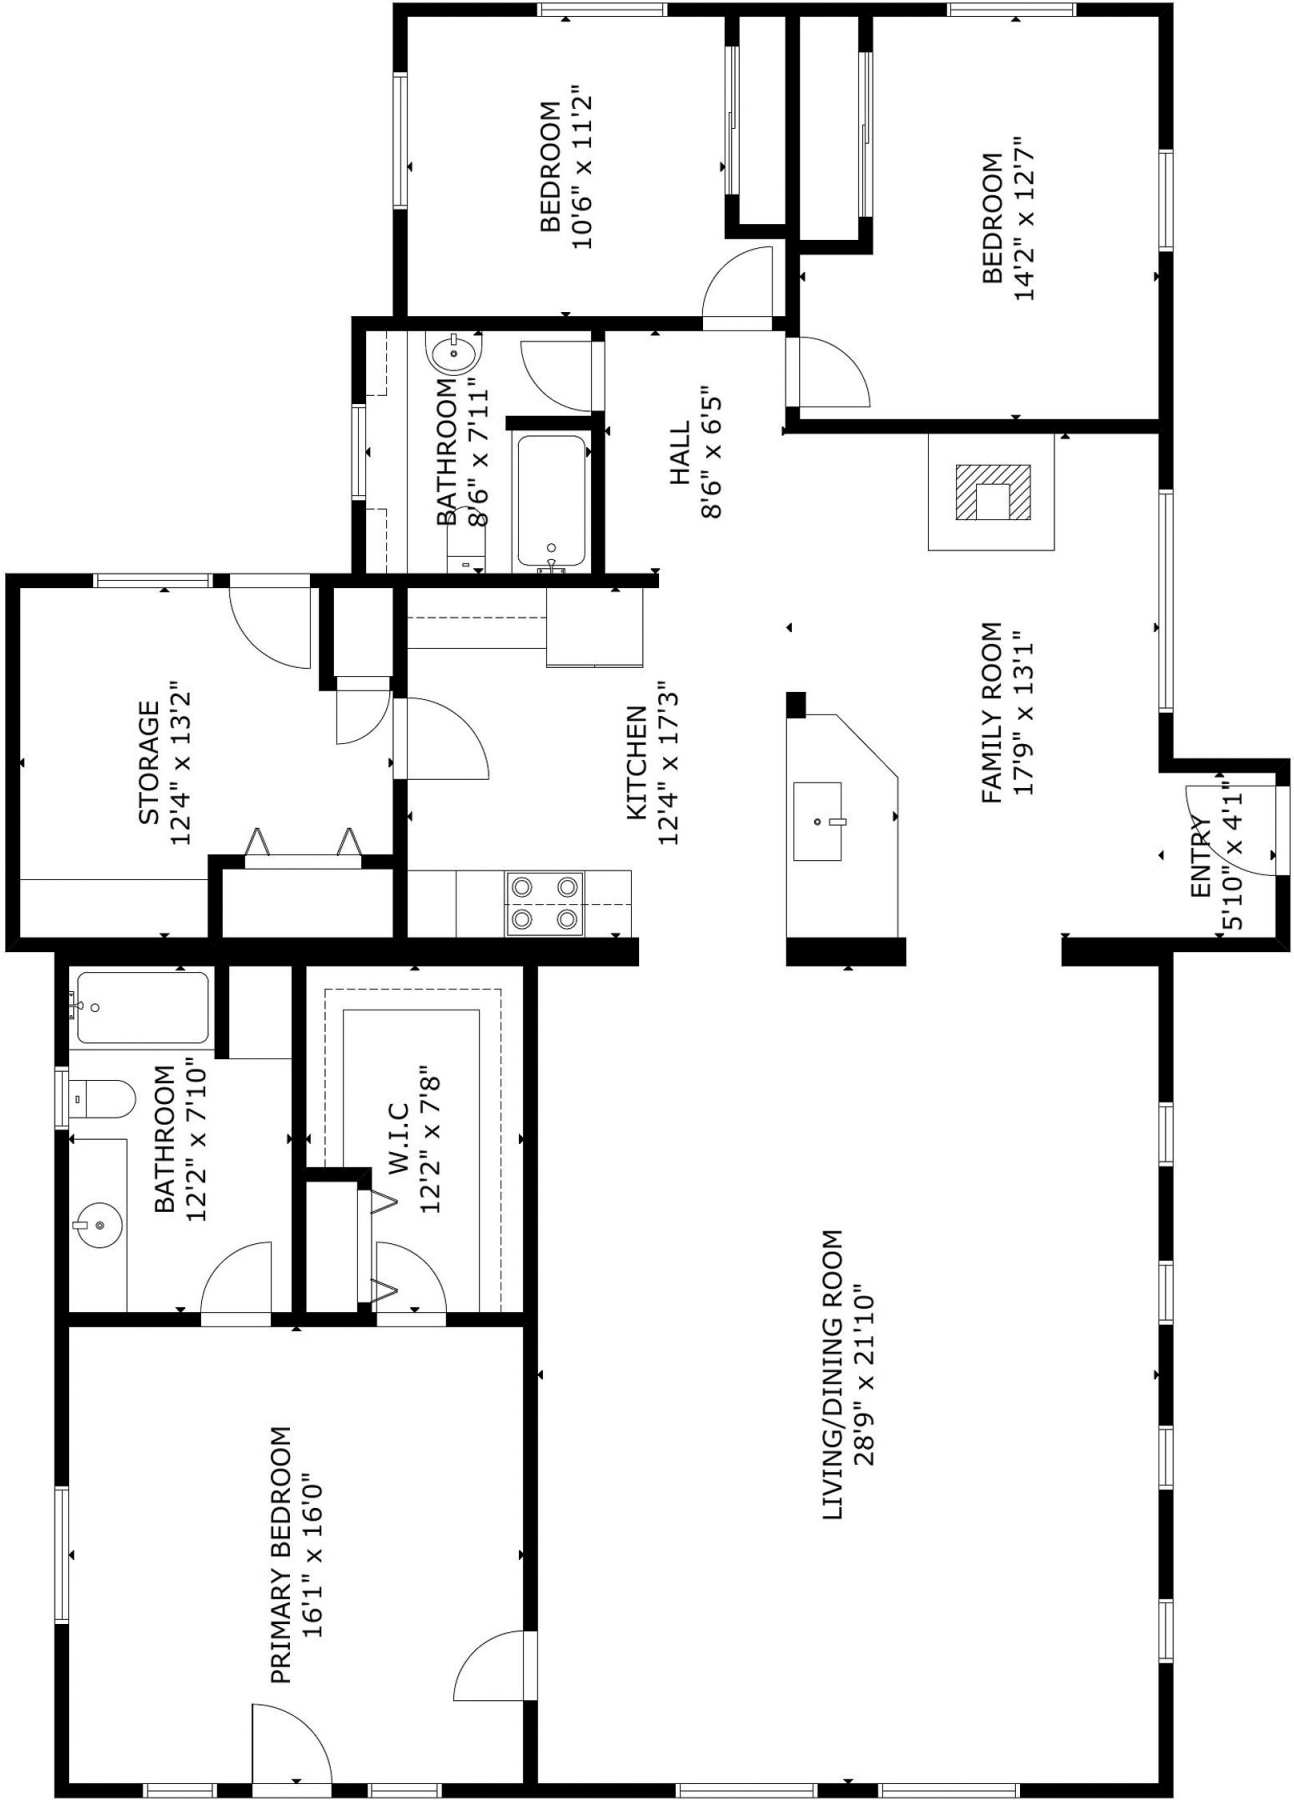 BEDROOM
10'6" x 11'2"
BEDROOM
14'2" x 12'7"
BATHROOM
8'6" x 7'11"
HALL
8'6" x 6'5"
STORAGE
12'4" x 13'2"
KITCHEN
12'4" x 17'3"
FAMILY ROOM
17'9" x 13'1"
ENTRY
5'10" x 4'1"
BATHROOM
12'2" x 7'10"
W.I.C
12'2" x 7'8"
LIVING/DINING ROOM
28'9" x 21'10"
PRIMARY BEDROOM
16'1" x 16'0"